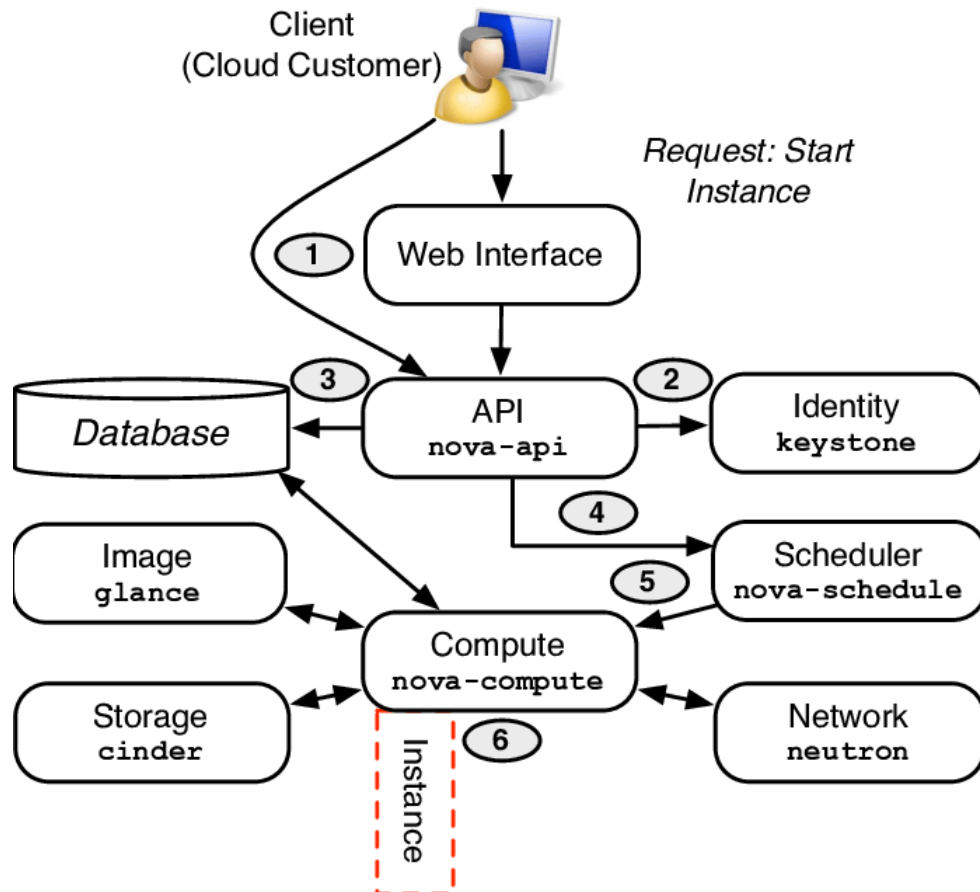 Client
(Cloud Customer)
Request: Start
Instance
1
Web Interface
3
2
Database
API
nova-api
Identity
keystone
4
Image
glance
5
Scheduler
nova-schedule
Compute
nova-compute
Storage
cinder
6
Network
neutron
Instance